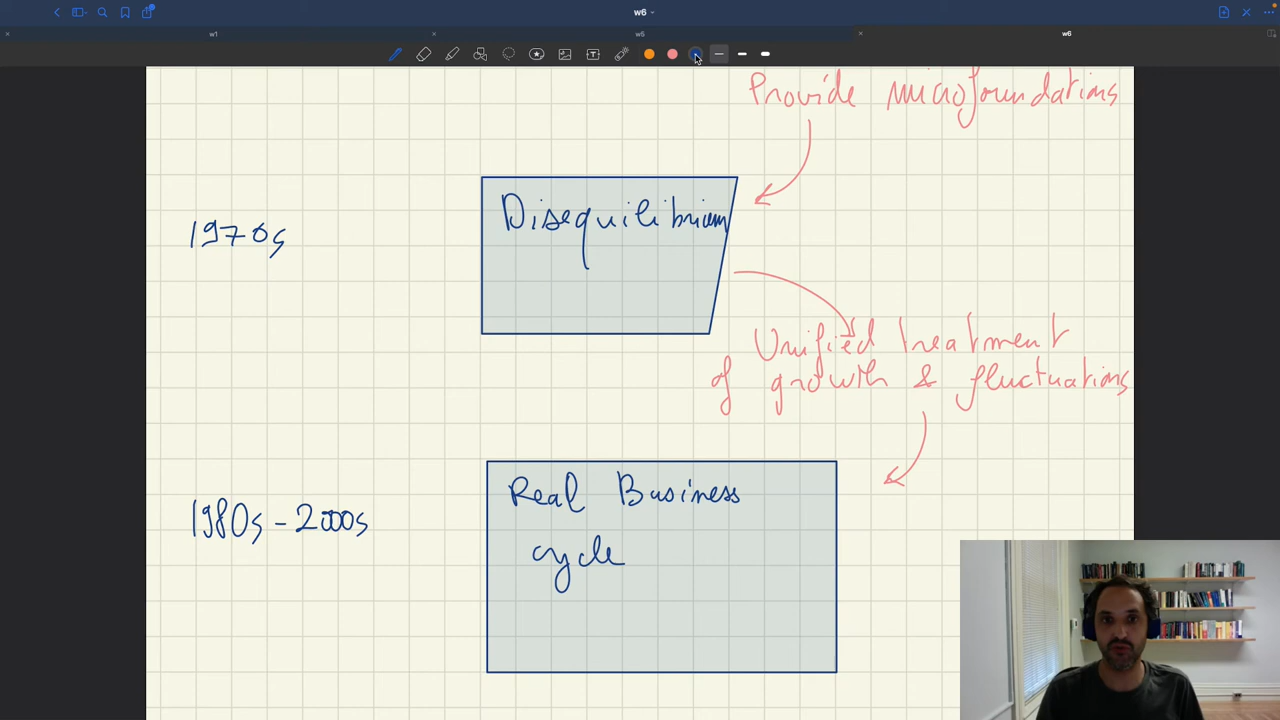 w6
w1
w5
w6
Provide microfoundations
1970s
Disequilibrium
Unified treatment
of growth & fluctuations
1980s - 2000s
Real Business
cycle